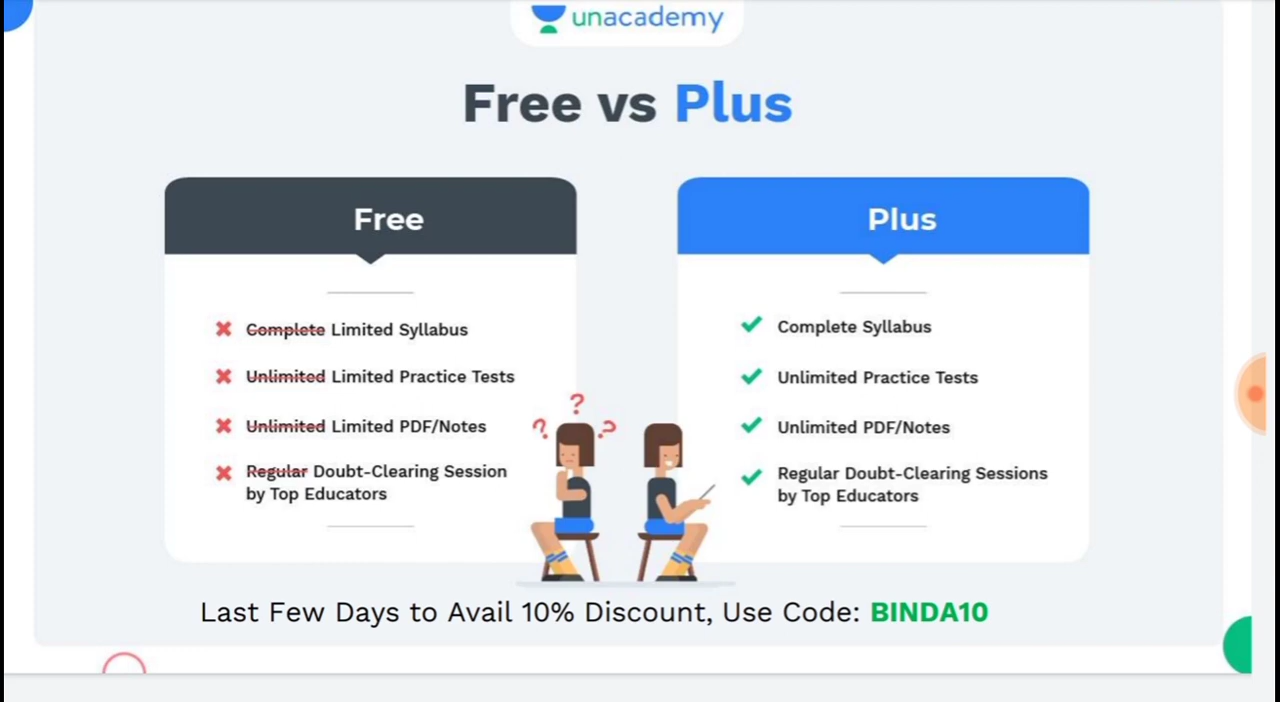 unacademy
Free vs Plus
Free
Complete Limited Syllabus
Unlimited Limited Practice Tests
Unlimited Limited PDF/Notes
Regular Doubt-Clearing Session
by Top Educators
? ? ?
Plus
Complete Syllabus
Unlimited Practice Tests
Unlimited PDF/Notes
Regular Doubt-Clearing Sessions
by Top Educators
Last Few Days to Avail 10% Discount, Use Code: BINDA10